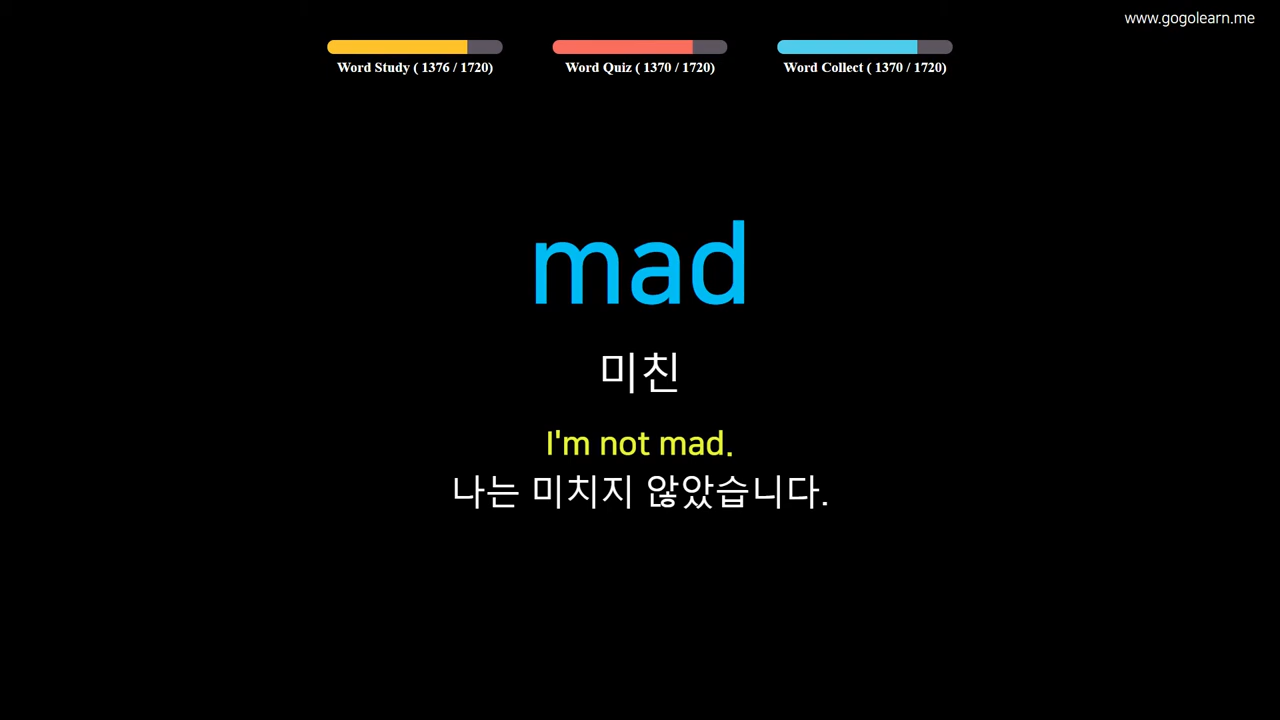 www.gogolearn.me
Word Study ( 1376 / 1720)
Word Quiz ( 1370 / 1720)
Word Collect ( 1370 / 1720)
mad
미친
I'm not mad.
나는 미치지 않았습니다.